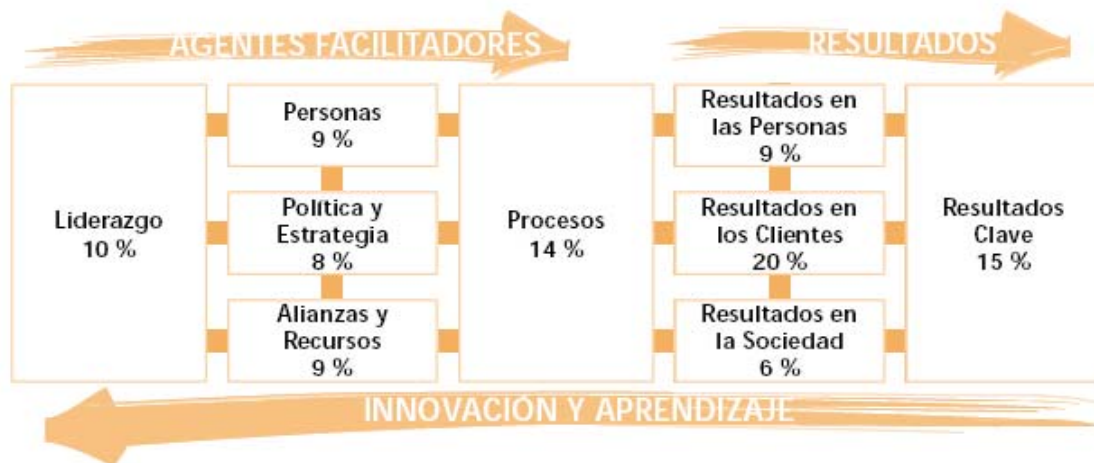 AGENTES FACILITADORES
RESULTADOS
Liderazgo
10 %
Personas
9 %
Política y
Estrategia
8 %
Alianzas y
Recursos
9 %
Procesos
14 %
Resultados en
las Personas
9 %
Resultados en
los Clientes
20 %
Resultados en
la Sociedad
6 %
Resultados
Clave
15 %
INNOVACIÓN Y APRENDIZAJE